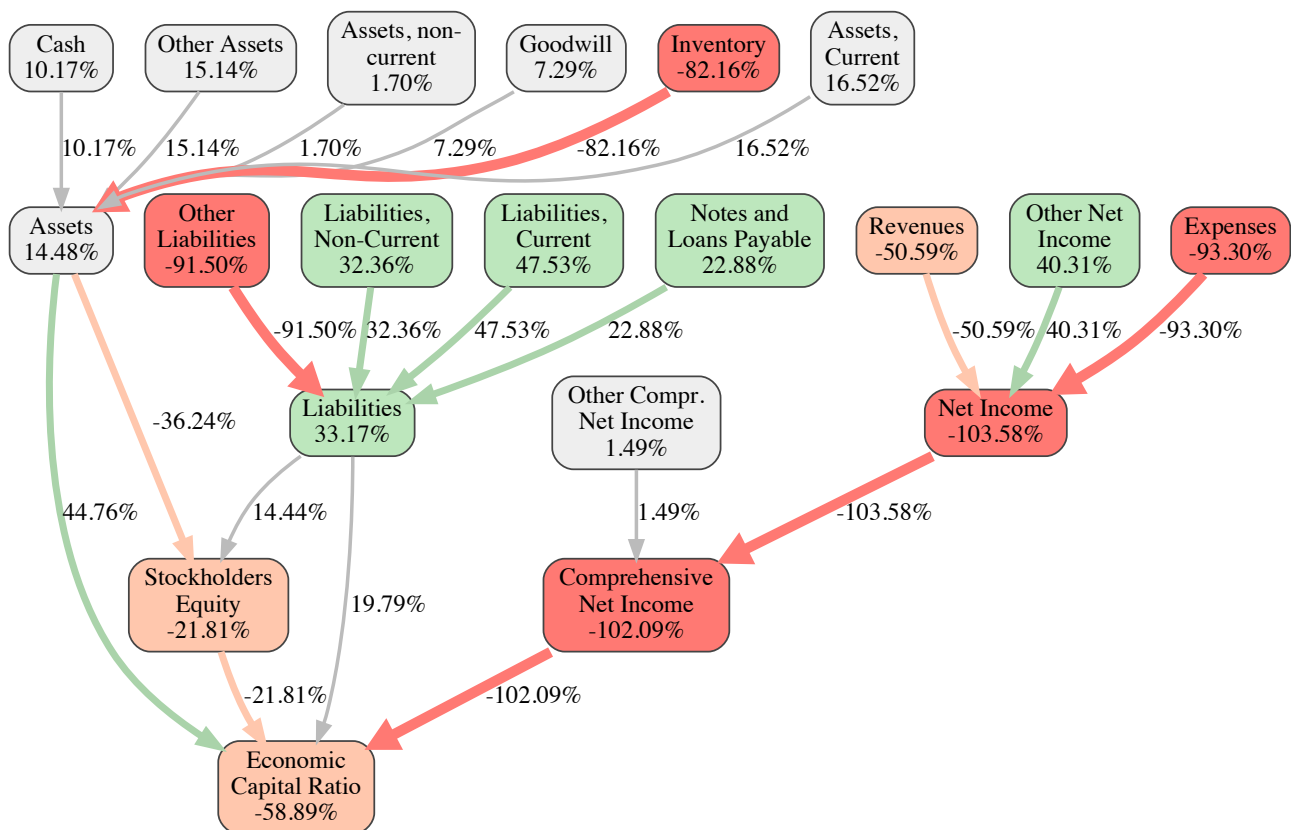 Cash
10.17%
Other Assets
15.14%
Assets, non-
current
1.70%
Goodwill
7.29%
Inventory
-82.16%
Assets,
Current
16.52%
10.17%
15.14%
1.70%
7.29%
-82.16%
16.52%
Assets
14.48%
Other
Liabilities
-91.50%
Liabilities,
Non-Current
32.36%
Liabilities,
Current
47.53%
Notes and
Loans Payable
22.88%
Revenues
-50.59%
Other Net
Income
40.31%
Expenses
-93.30%
-91.50%
32.36%
47.53%
22.88%
-50.59%
40.31%
-93.30%
-36.24%
Liabilities
33.17%
Other Compr.
Net Income
1.49%
Net Income
-103.58%
44.76%
14.44%
1.49%
-103.58%
Stockholders
Equity
-21.81%
19.79%
Comprehensive
Net Income
-102.09%
-21.81%
-102.09%
Economic
Capital Ratio
-58.89%